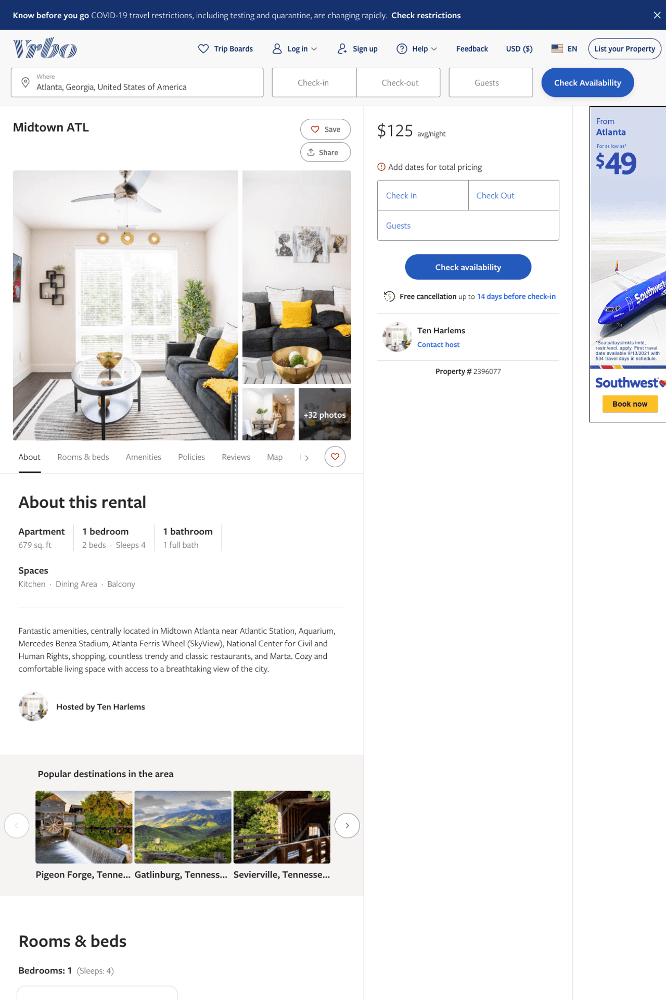 Know before you go COVID-19 travel restrictions, including testing and quarantine, are changing rapidly. Check restrictions
Vrbo
Trip Boards
Log in
Sign up
Help
Feedback
USD ($)
EN
List your Property
Where
Atlanta, Georgia, United States of America
Check-in
Check-out
Guests
Check Availability
Midtown ATL
Save
Share
+32 photos
$125 avg/night
Add dates for total pricing
Check In
Check Out
Guests
Check availability
Free cancellation up to 14 days before check-in
Ten Harlems
Contact host
Property # 2396077
From
Atlanta
For as low as*
$49
Southwest
*Seats/days/mkts lmtd;
restr./excl. apply. First travel
date available 9/13/2021 with
534 travel days in schedule.
Southwest
Book now
About
Rooms & beds
Amenities
Policies
Reviews
Map
About this rental
Apartment
679 sq. ft
1 bedroom
2 beds · Sleeps 4
1 bathroom
1 full bath
Spaces
Kitchen · Dining Area · Balcony
Fantastic amenities, centrally located in Midtown Atlanta near Atlantic Station, Aquarium,
Mercedes Benza Stadium, Atlanta Ferris Wheel (SkyView), National Center for Civil and
Human Rights, shopping, countless trendy and classic restaurants, and Marta. Cozy and
comfortable living space with access to a breathtaking view of the city.
Hosted by Ten Harlems
Popular destinations in the area
Pigeon Forge, Tenne...
Gatlinburg, Tenness...
Sevierville, Tennesse...
Rooms & beds
Bedrooms: 1 (Sleeps: 4)